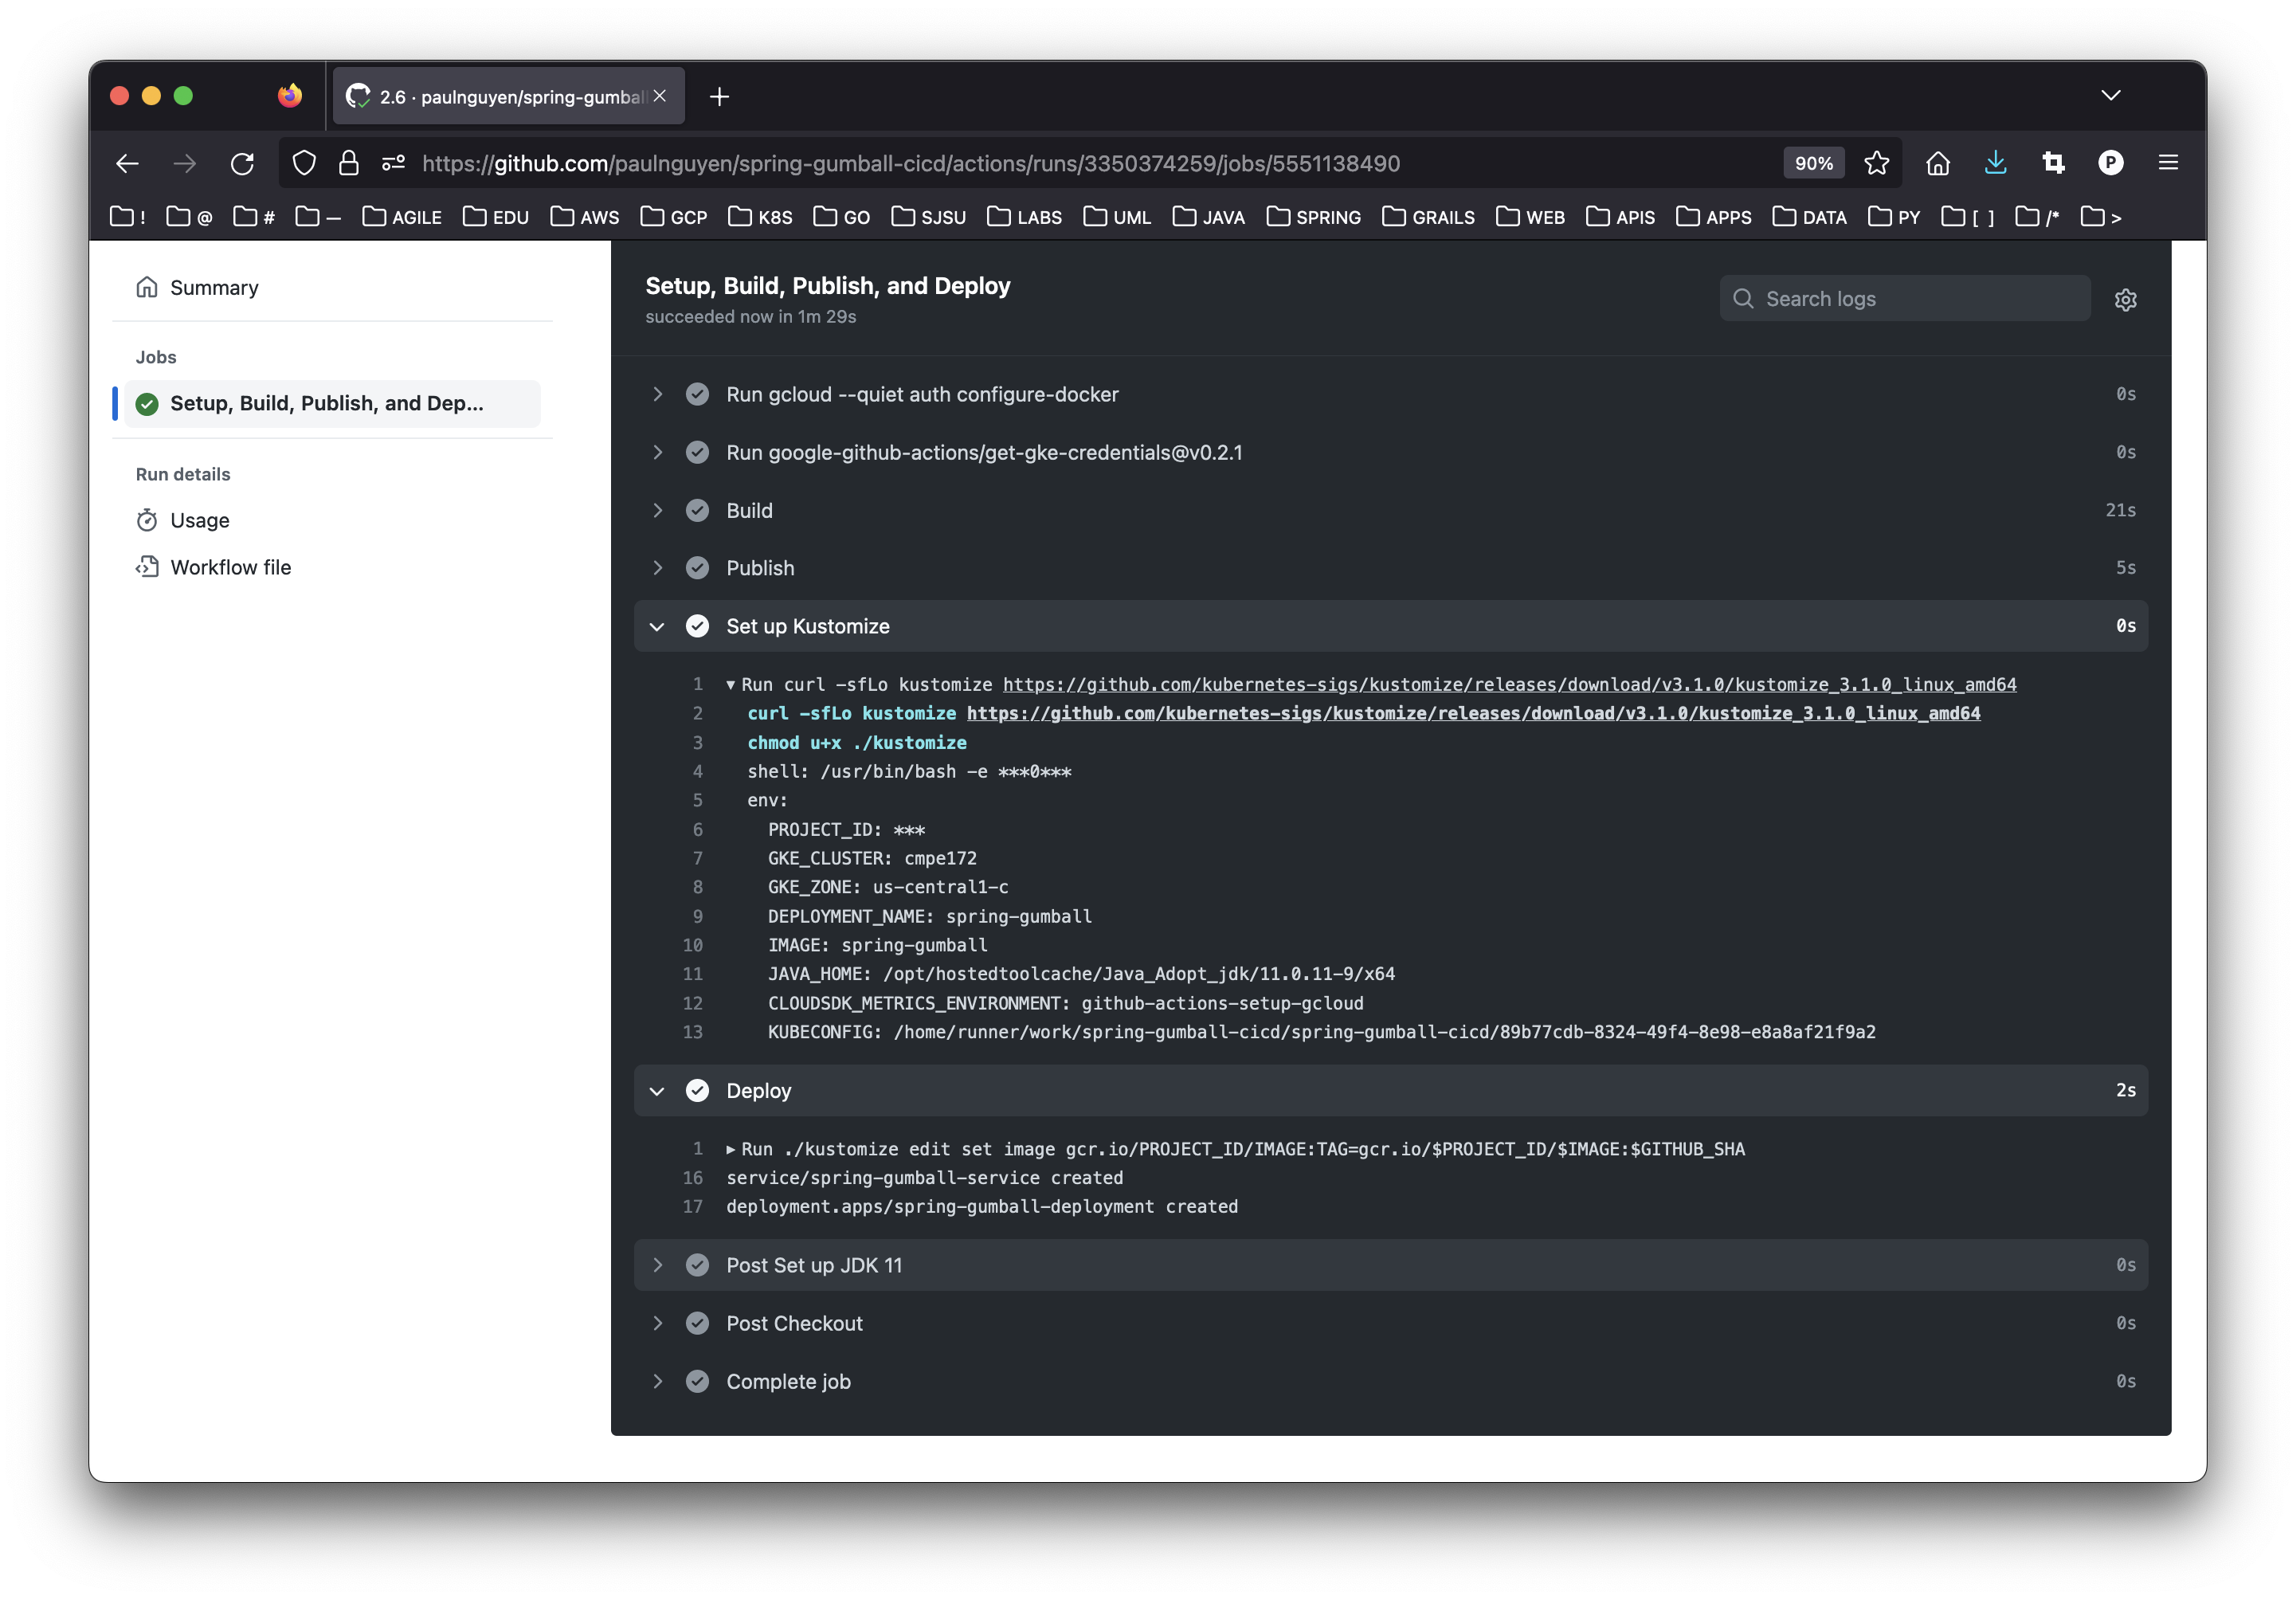 2.6 · paulnguyen/spring-gumbal
https://github.com/paulnguyen/spring-gumball-cicd/actions/runs/3350374259/jobs/5551138490
90%
P
! @ # — AGILE EDU AWS GCP K8S GO SJSU LABS UML JAVA SPRING GRAILS WEB APIS APPS DATA PY [ ] /* >
Summary
Jobs
Setup, Build, Publish, and Dep...
Run details
Usage
Workflow file
Setup, Build, Publish, and Deploy
succeeded now in 1m 29s
Search logs
Run gcloud --quiet auth configure-docker 0s
Run google-github-actions/get-gke-credentials@v0.2.1 0s
Build 21s
Publish 5s
Set up Kustomize 0s
1 ▼ Run curl -sfLo kustomize https://github.com/kubernetes-sigs/kustomize/releases/download/v3.1.0/kustomize_3.1.0_linux_amd64
2 curl -sfLo kustomize https://github.com/kubernetes-sigs/kustomize/releases/download/v3.1.0/kustomize_3.1.0_linux_amd64
3 chmod u+x ./kustomize
4 shell: /usr/bin/bash -e ***0***
5 env:
6 PROJECT_ID: ***
7 GKE_CLUSTER: cmpe172
8 GKE_ZONE: us-central1-c
9 DEPLOYMENT_NAME: spring-gumball
10 IMAGE: spring-gumball
11 JAVA_HOME: /opt/hostedtoolcache/Java_Adopt_jdk/11.0.11-9/x64
12 CLOUDSDK_METRICS_ENVIRONMENT: github-actions-setup-gcloud
13 KUBECONFIG: /home/runner/work/spring-gumball-cicd/spring-gumball-cicd/89b77cdb-8324-49f4-8e98-e8a8af21f9a2
Deploy 2s
1 ▶ Run ./kustomize edit set image gcr.io/PROJECT_ID/IMAGE:TAG=gcr.io/$PROJECT_ID/$IMAGE:$GITHUB_SHA
16 service/spring-gumball-service created
17 deployment.apps/spring-gumball-deployment created
Post Set up JDK 11 0s
Post Checkout 0s
Complete job 0s